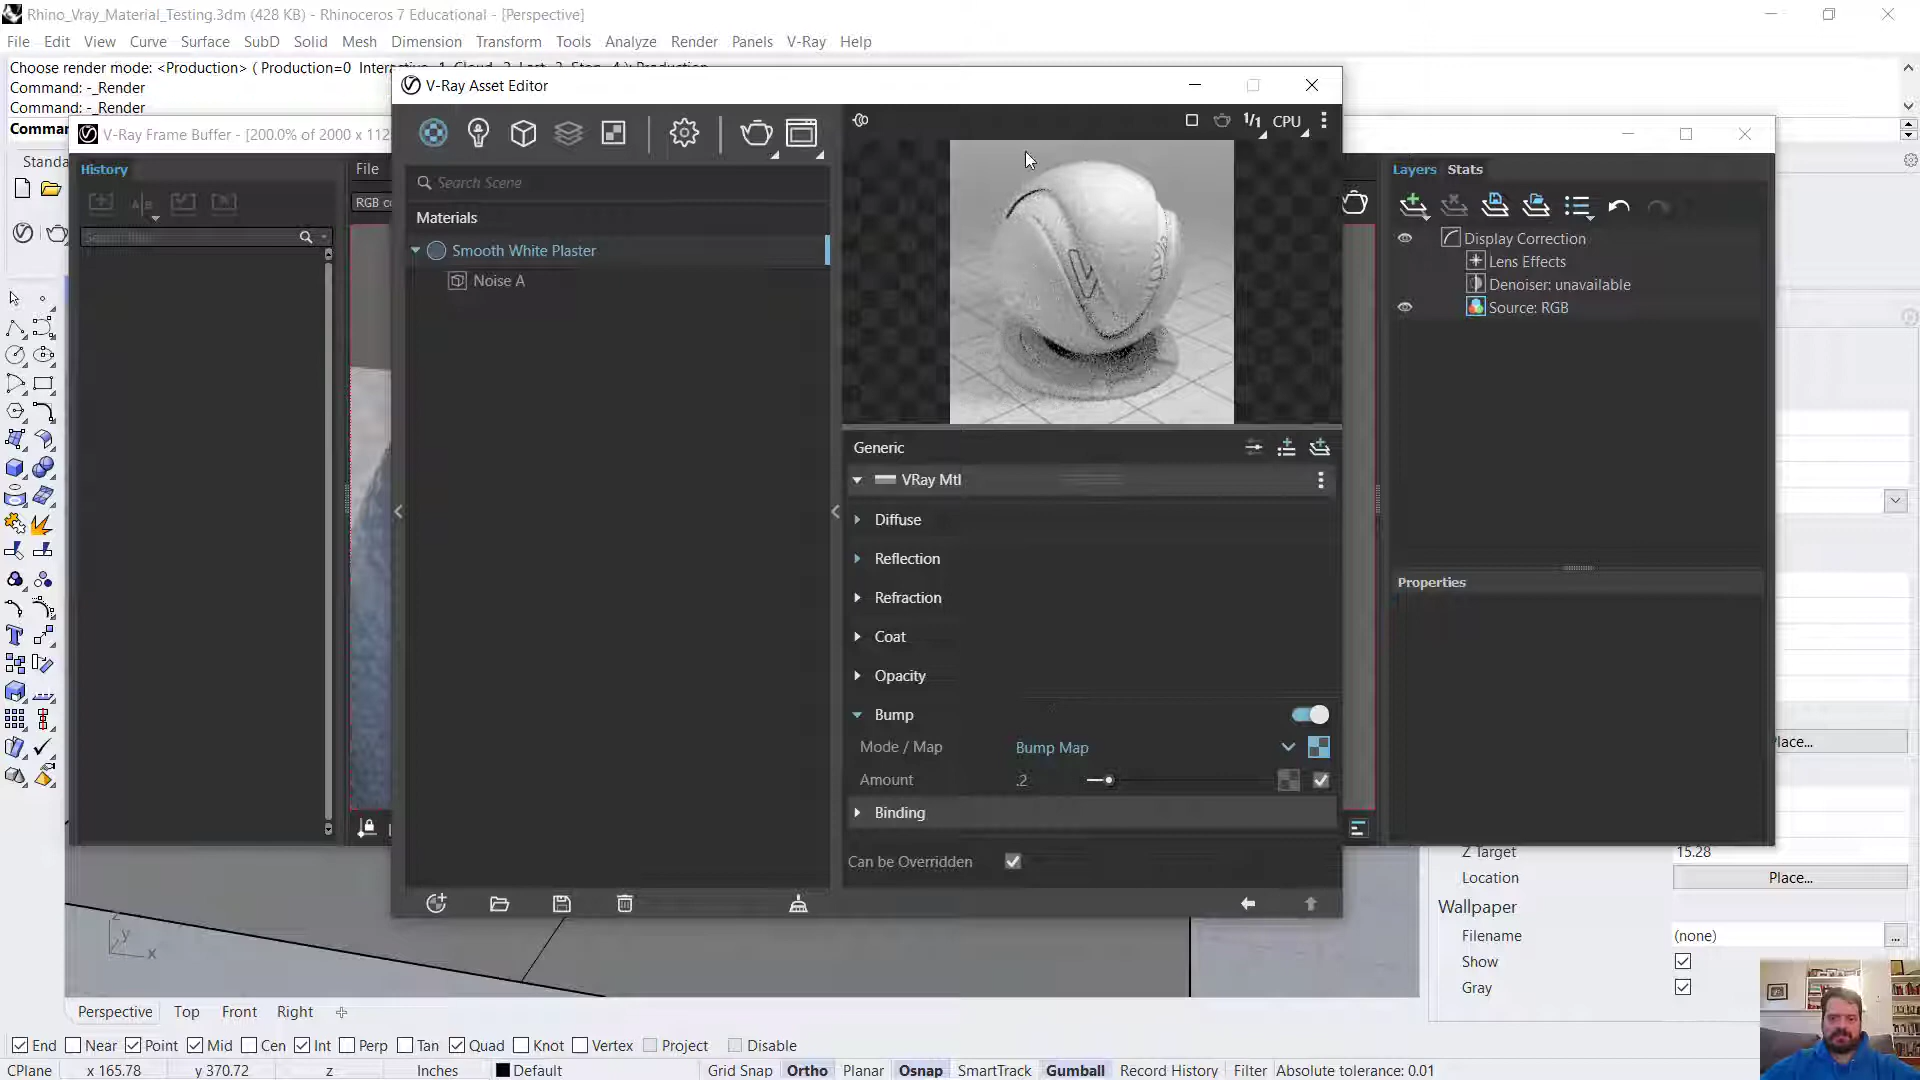 Rhino_Vray_Material_Testing.3dm (428 KB) - Rhinoceros 7 Educational - [Perspective]
File Edit View Curve Surface SubD Solid Mesh Dimension Transform Tools Analyze Render Panels V-Ray Help
Choose render mode: <Production> ( Production=0
Command: -_Render
Command: -_Render
V-Ray Asset Editor
V-Ray Frame Buffer - [200.0% of 2000 x 112
CPU
1/1
History
File
Layers Stats
Search Scene
RGB co
Materials
Smooth White Plaster
Noise A
Display Correction
Lens Effects
Denoiser: unavailable
Source: RGB
Generic
VRay Mtl
Diffuse
Reflection
Refraction
Coat
Opacity
Bump
Mode / Map Bump Map
Amount .2
Binding
Can be Overridden
Properties
Place...
Z Target 15.28
Location Place...
Wallpaper
Filename (none) ...
Show
Gray
z
y
x
Perspective Top Front Right
End Near Point Mid Cen Int Perp Tan Quad Knot Vertex Project Disable
CPlane x 165.78 y 370.72 z Inches Default Grid Snap Ortho Planar Osnap SmartTrack Gumball Record History Filter Absolute tolerance: 0.01